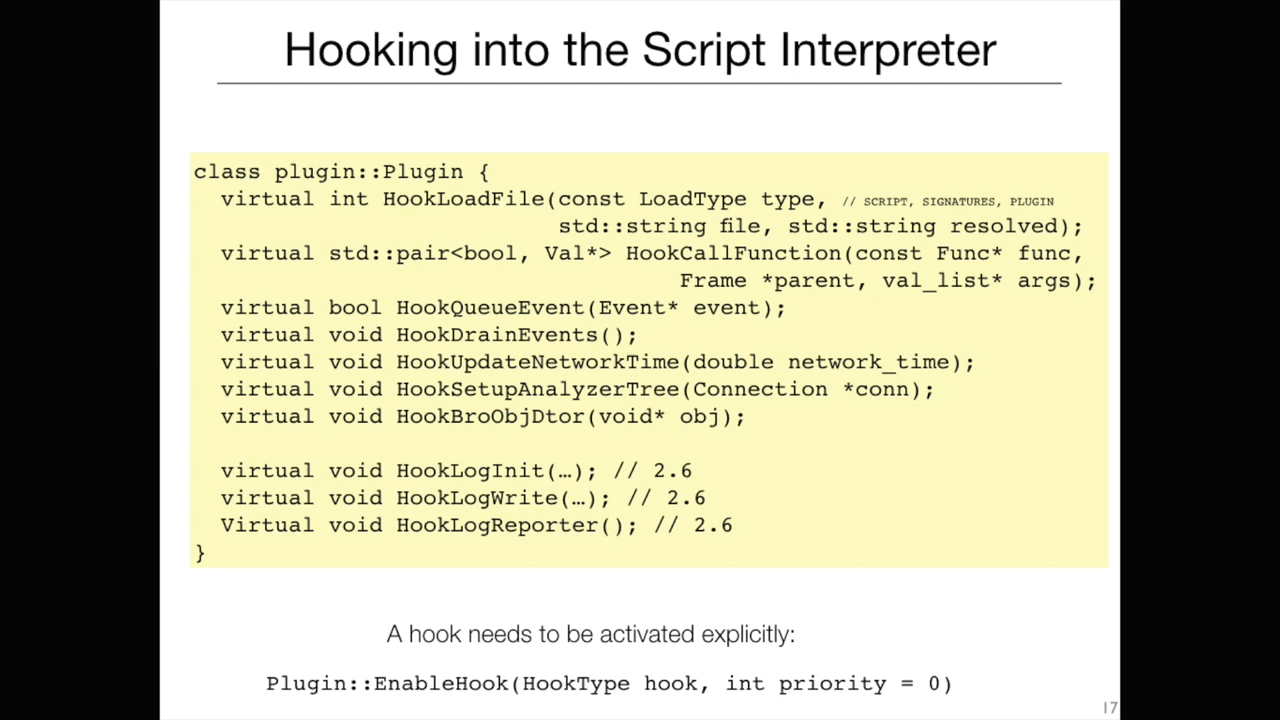 Hooking into the Script Interpreter
class plugin::Plugin {
virtual int HookLoadFile(const LoadType type, // SCRIPT, SIGNATURES, PLUGIN
std::string file, std::string resolved);
virtual std::pair<bool, Val*> HookCallFunction(const Func* func,
Frame *parent, val_list* args);
virtual bool HookQueueEvent(Event* event);
virtual void HookDrainEvents();
virtual void HookUpdateNetworkTime(double network_time);
virtual void HookSetupAnalyzerTree(Connection *conn);
virtual void HookBroObjDtor(void* obj);
virtual void HookLogInit(…); // 2.6
virtual void HookLogWrite(…); // 2.6
Virtual void HookLogReporter(); // 2.6
}
A hook needs to be activated explicitly:
Plugin::EnableHook(HookType hook, int priority = 0)
17